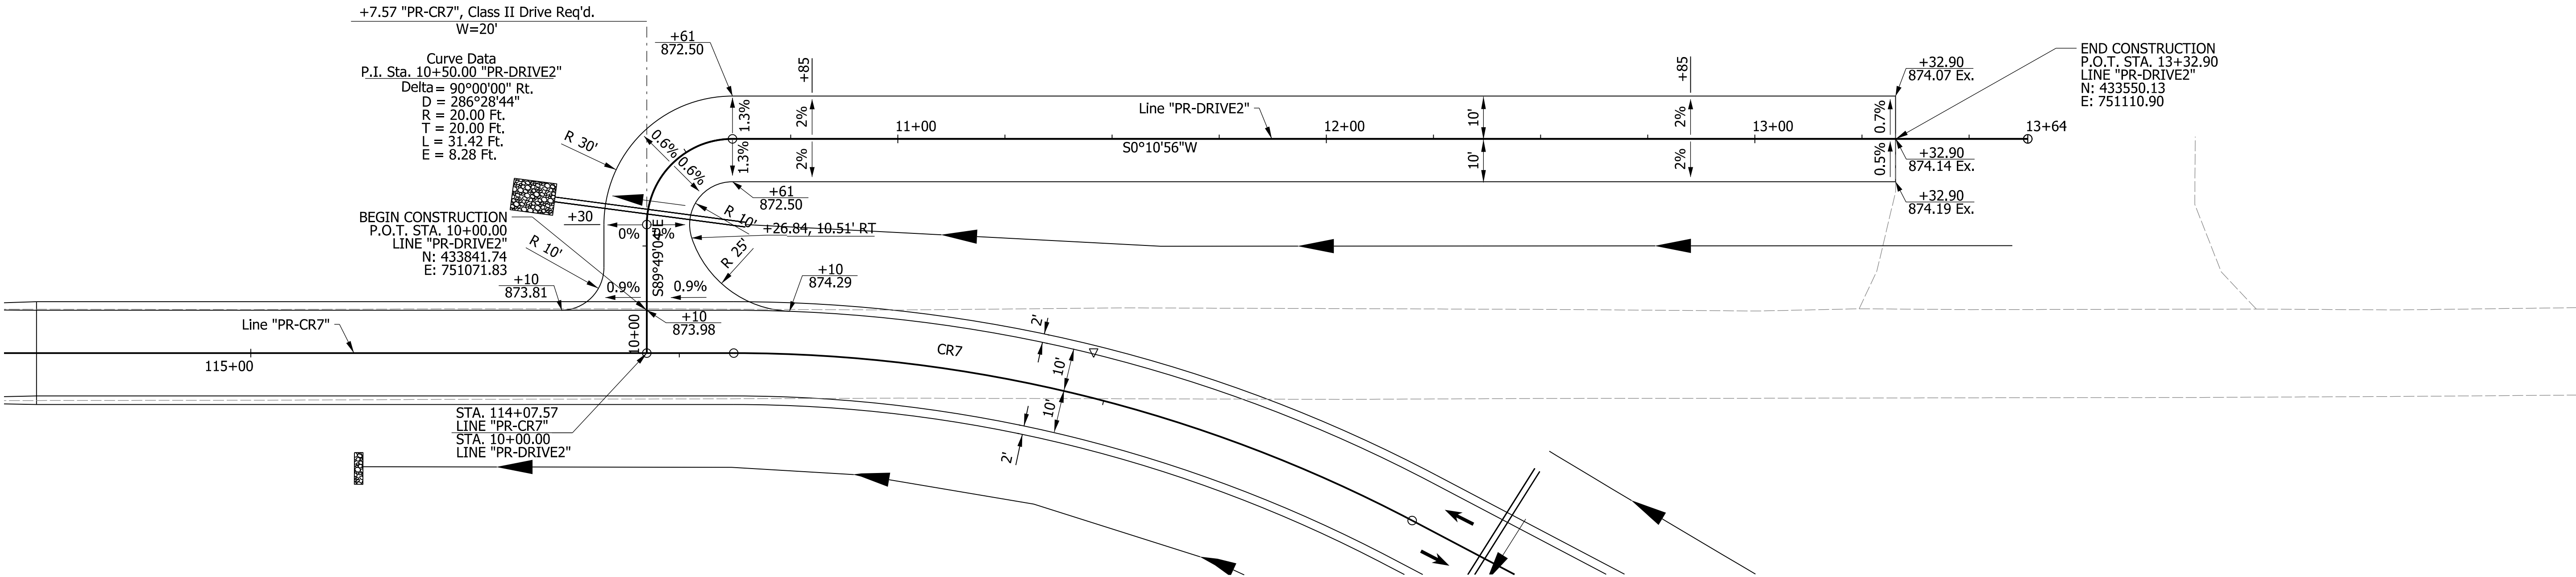 +7.57 "PR-CR7", Class II Drive Req'd.
W=20'
Curve Data
P.I. Sta. 10+50.00 "PR-DRIVE2"
Delta = 90°00'00" Rt.
D = 286°28'44"
R = 20.00 Ft.
T = 20.00 Ft.
L = 31.42 Ft.
E = 8.28 Ft.
+61
872.50
+85
+85
+32.90
874.07 Ex.
END CONSTRUCTION
P.O.T. STA. 13+32.90
LINE "PR-DRIVE2"
N: 433550.13
E: 751110.90
1.3%
2%
Line "PR-DRIVE2"
10'
2%
0.7%
11+00
12+00
13+00
13+64
R 30'
0.6%
0.6%
1.3%
2%
S0°10'56"W
10'
2%
0.5%
+32.90
874.14 Ex.
+61
872.50
+32.90
874.19 Ex.
BEGIN CONSTRUCTION
P.O.T. STA. 10+00.00
LINE "PR-DRIVE2"
N: 433841.74
E: 751071.83
+30
0%
0%
R 10'
+26.84, 10.51' RT
R 10'
S89°49'04"E
R 25'
+10
873.81
0.9%
0.9%
+10
874.29
+10
873.98
Line "PR-CR7"
10+00
2'
CR7
115+00
10'
10'
2'
STA. 114+07.57
LINE "PR-CR7"
STA. 10+00.00
LINE "PR-DRIVE2"